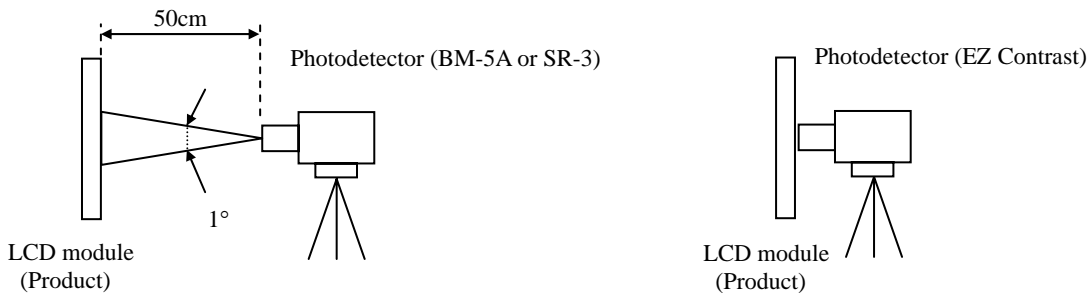 50cm
Photodetector (BM-5A or SR-3)
1°
LCD module
(Product)
Photodetector (EZ Contrast)
LCD module
(Product)